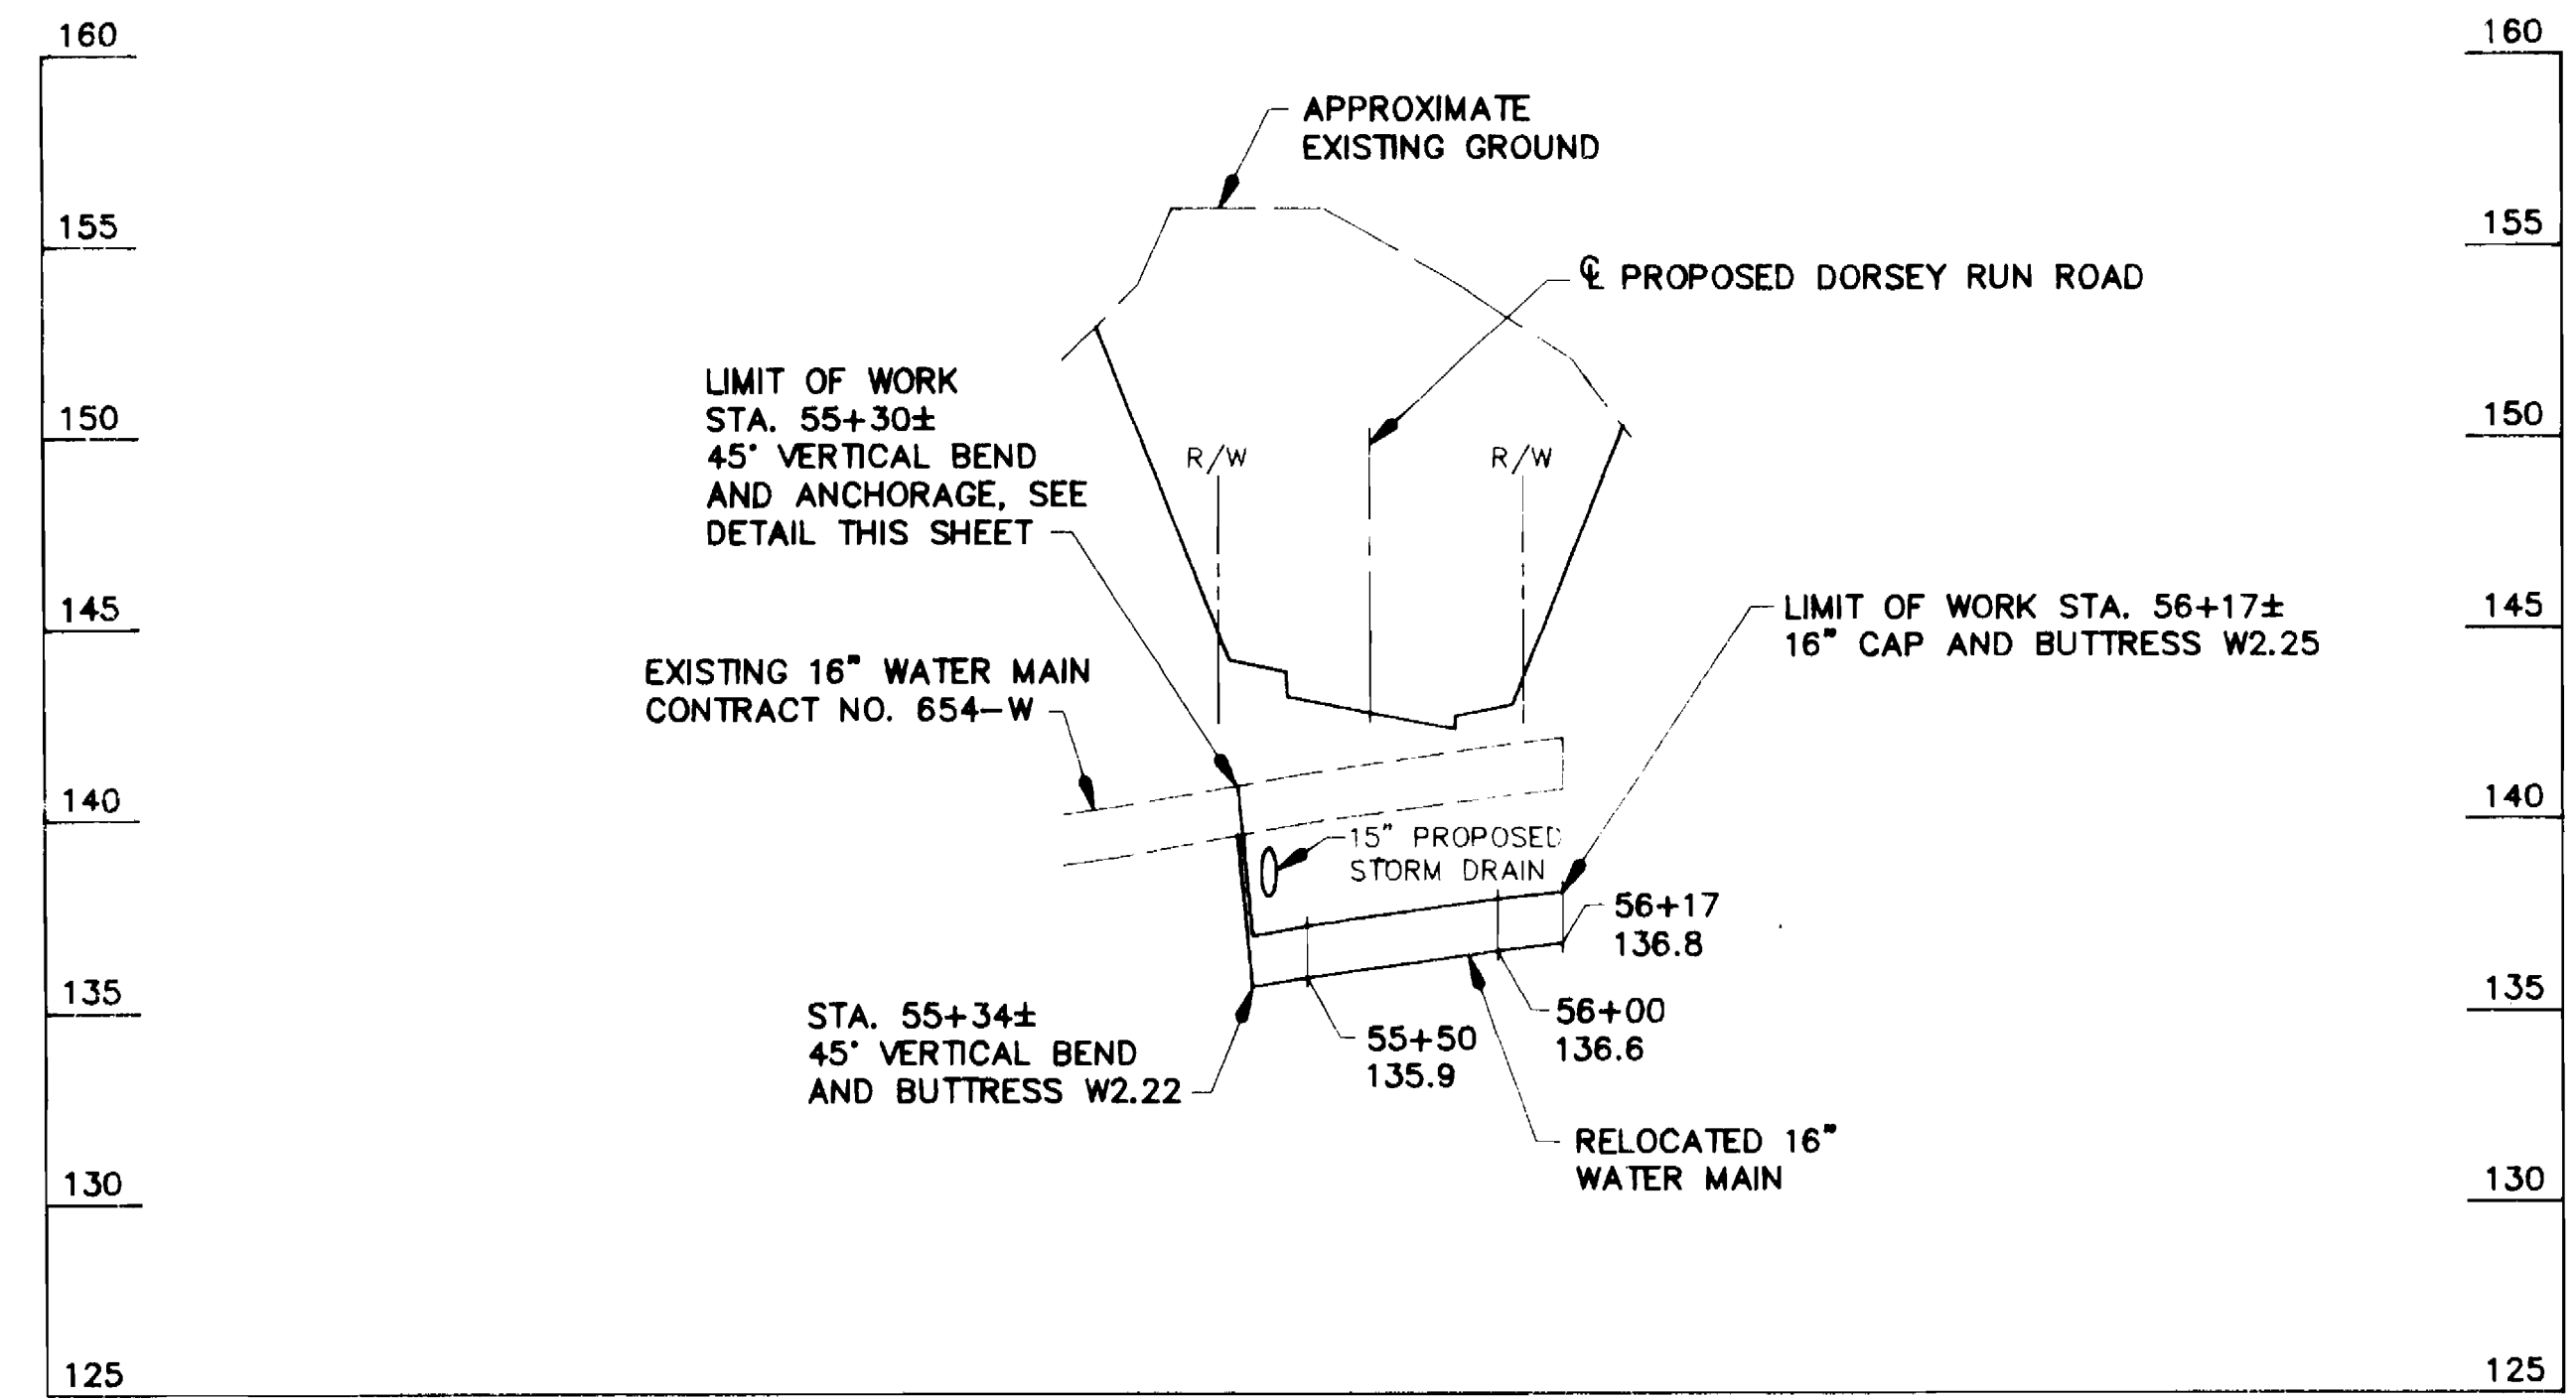 160
160
APPROXIMATE
EXISTING GROUND
155
155
℄ PROPOSED DORSEY RUN ROAD
LIMIT OF WORK
STA. 55+30±
45° VERTICAL BEND
AND ANCHORAGE, SEE
DETAIL THIS SHEET
150
150
R/W
R/W
145
145
LIMIT OF WORK STA. 56+17±
16" CAP AND BUTTRESS W2.25
EXISTING 16" WATER MAIN
CONTRACT NO. 654-W
140
140
15" PROPOSED
STORM DRAIN
56+17
136.8
135
135
STA. 55+34±
45° VERTICAL BEND
AND BUTTRESS W2.22
55+50
135.9
56+00
136.6
RELOCATED 16"
WATER MAIN
130
130
125
125